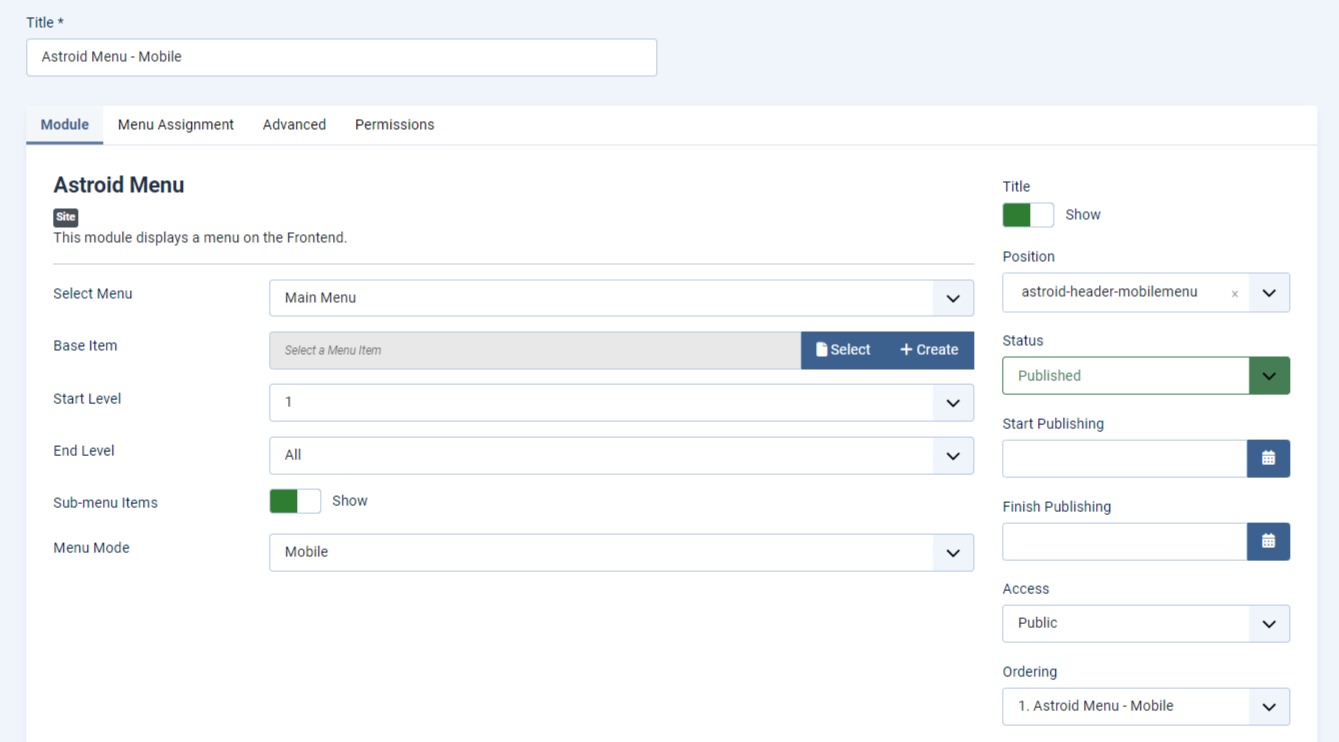 Title *
Astroid Menu - Mobile
Module Menu Assignment Advanced Permissions
Astroid Menu
Site
This module displays a menu on the Frontend.
Select Menu
Main Menu
Base Item
Select a Menu Item
Select
+ Create
Start Level
1
End Level
All
Sub-menu Items
Show
Menu Mode
Mobile
Title
Show
Position
astroid-header-mobilemenu ×
Status
Published
Start Publishing
Finish Publishing
Access
Public
Ordering
1. Astroid Menu - Mobile